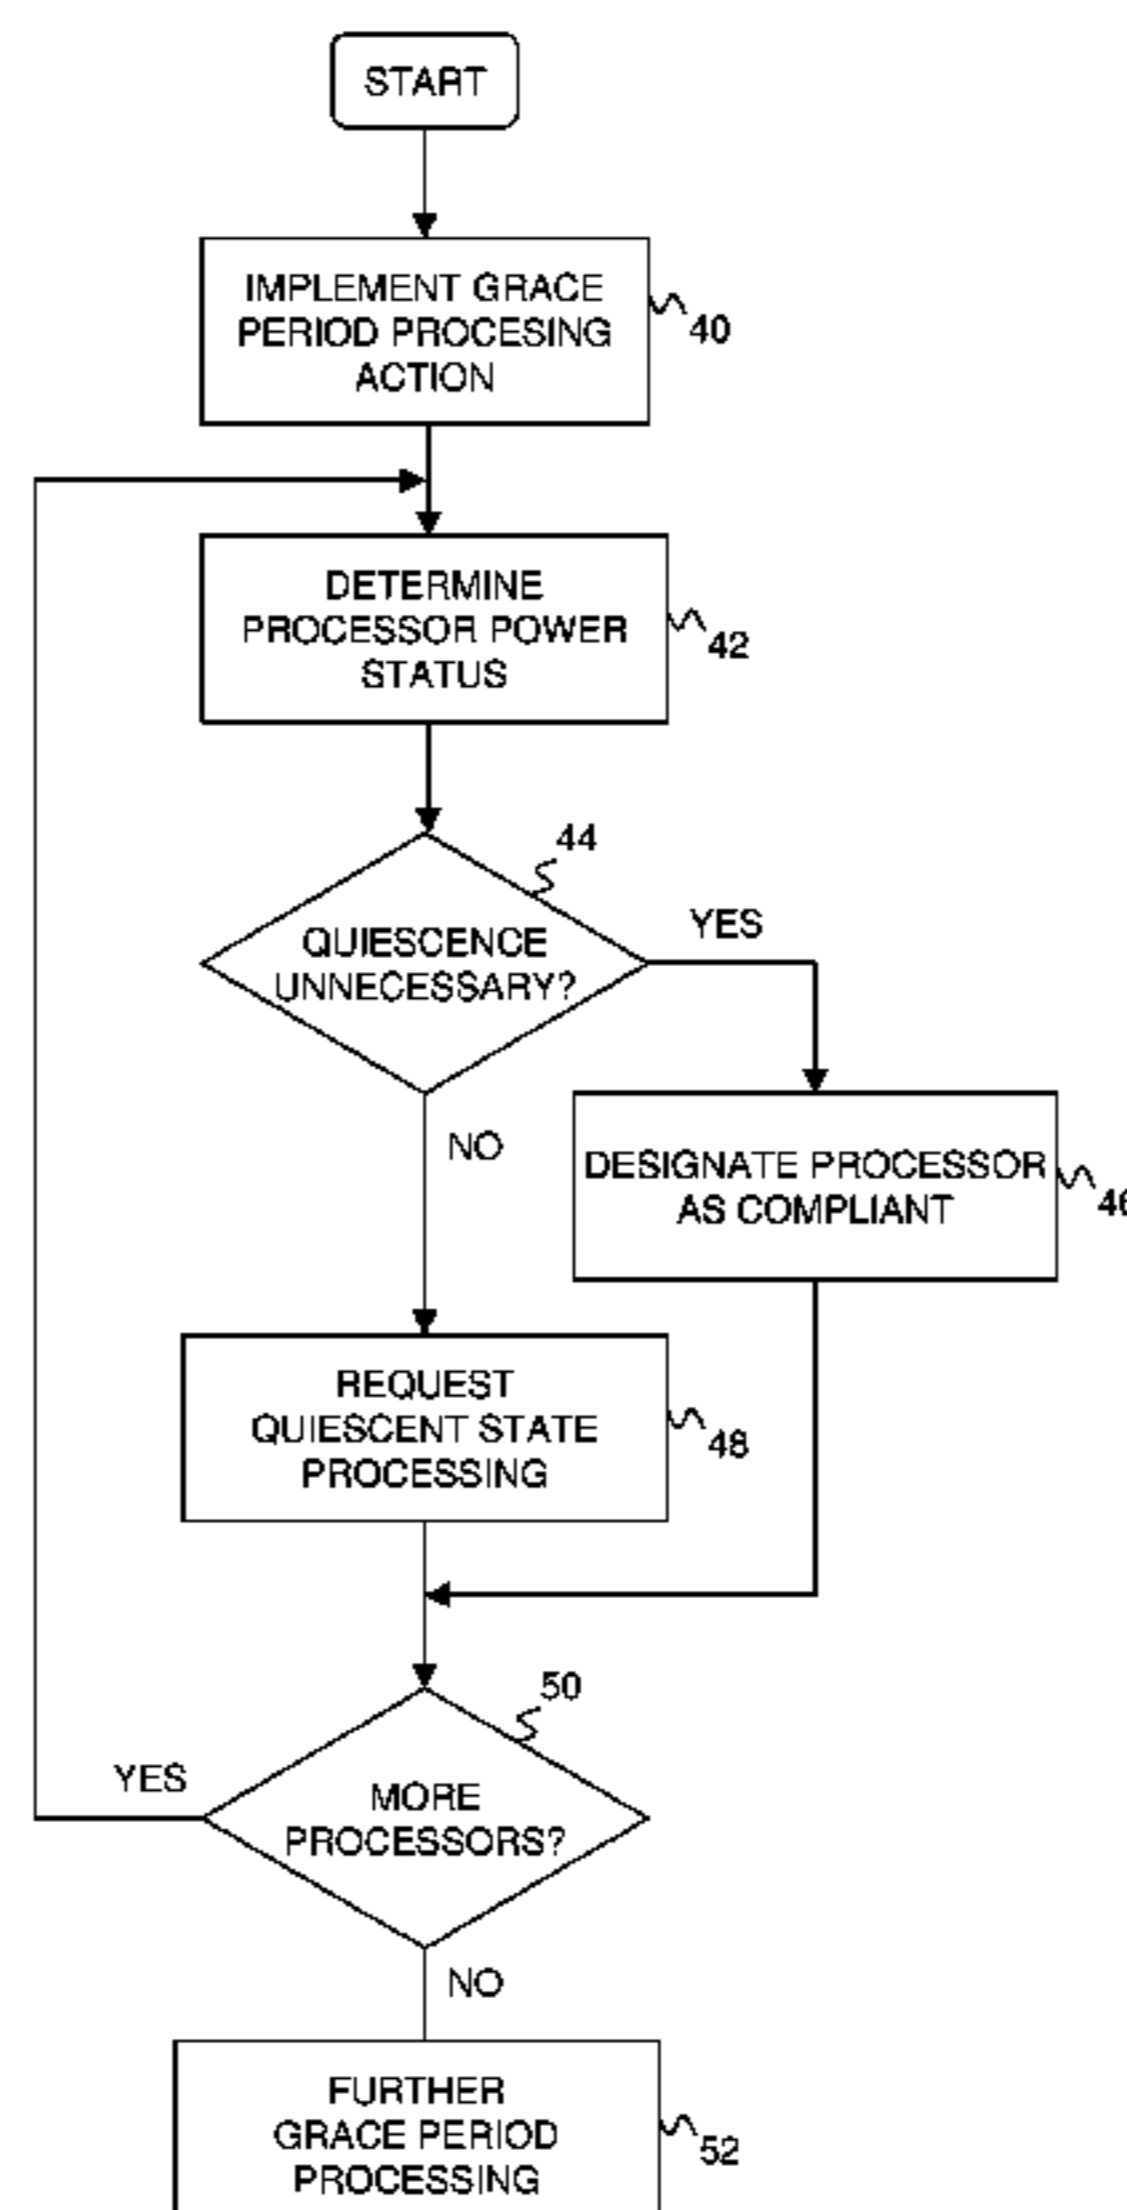 START
IMPLEMENT GRACE
PERIOD PROCESING
ACTION
40
DETERMINE
PROCESSOR POWER
STATUS
42
44
QUIESCENCE
UNNECESSARY?
YES
NO
DESIGNATE PROCESSOR
AS COMPLIANT
46
REQUEST
QUIESCENT STATE
PROCESSING
48
50
MORE
PROCESSORS?
YES
NO
FURTHER
GRACE PERIOD
PROCESSING
52